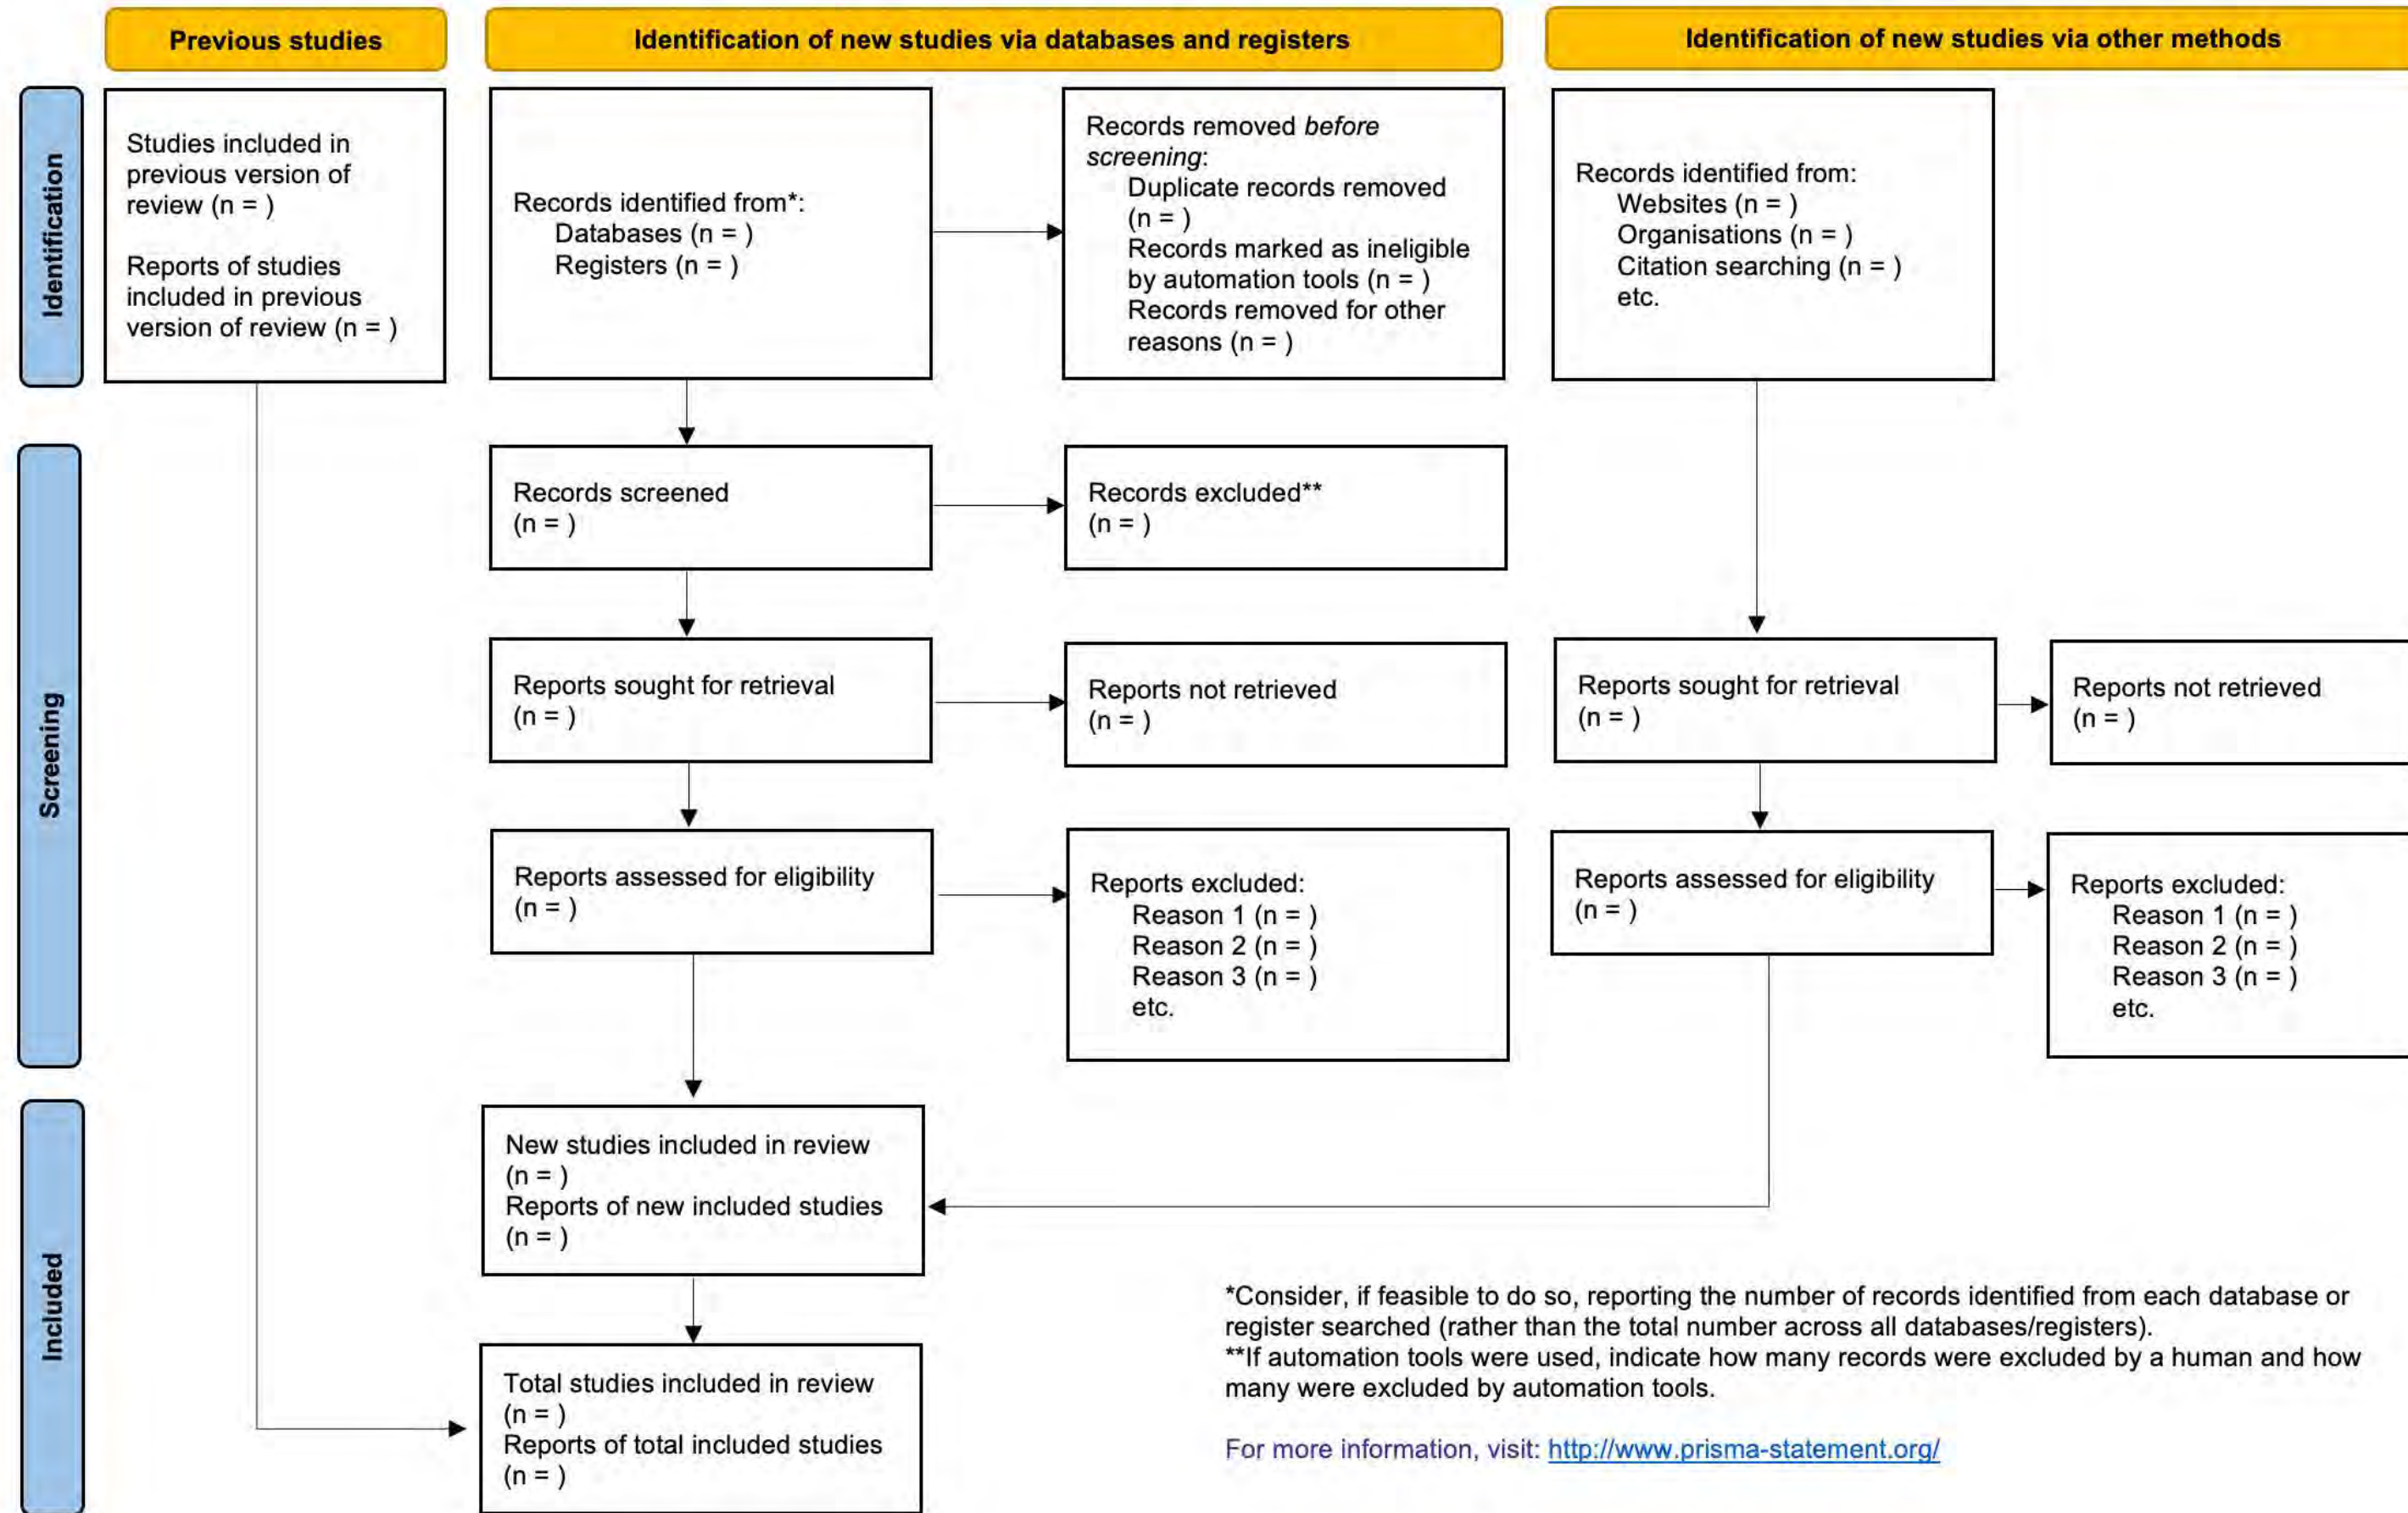 Previous studies
Identification of new studies via databases and registers
Identification of new studies via other methods
Identification
Studies included in
previous version of
review (n = )
Reports of studies
included in previous
version of review (n = )
Records identified from*:
Databases (n = )
Registers (n = )
Records removed before
screening:
Duplicate records removed
(n = )
Records marked as ineligible
by automation tools (n = )
Records removed for other
reasons (n = )
Records identified from:
Websites (n = )
Organisations (n = )
Citation searching (n = )
etc.
Screening
Records screened
(n = )
Records excluded**
(n = )
Reports sought for retrieval
(n = )
Reports not retrieved
(n = )
Reports sought for retrieval
(n = )
Reports not retrieved
(n = )
Reports assessed for eligibility
(n = )
Reports excluded:
Reason 1 (n = )
Reason 2 (n = )
Reason 3 (n = )
etc.
Reports assessed for eligibility
(n = )
Reports excluded:
Reason 1 (n = )
Reason 2 (n = )
Reason 3 (n = )
etc.
Included
New studies included in review
(n = )
Reports of new included studies
(n = )
Total studies included in review
(n = )
Reports of total included studies
(n = )
*Consider, if feasible to do so, reporting the number of records identified from each database or
register searched (rather than the total number across all databases/registers).
**If automation tools were used, indicate how many records were excluded by a human and how
many were excluded by automation tools.
For more information, visit: http://www.prisma-statement.org/